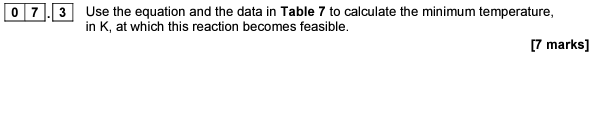 0 7 . 3 Use the equation and the data in Table 7 to calculate the minimum temperature,
in K, at which this reaction becomes feasible.
[7 marks]